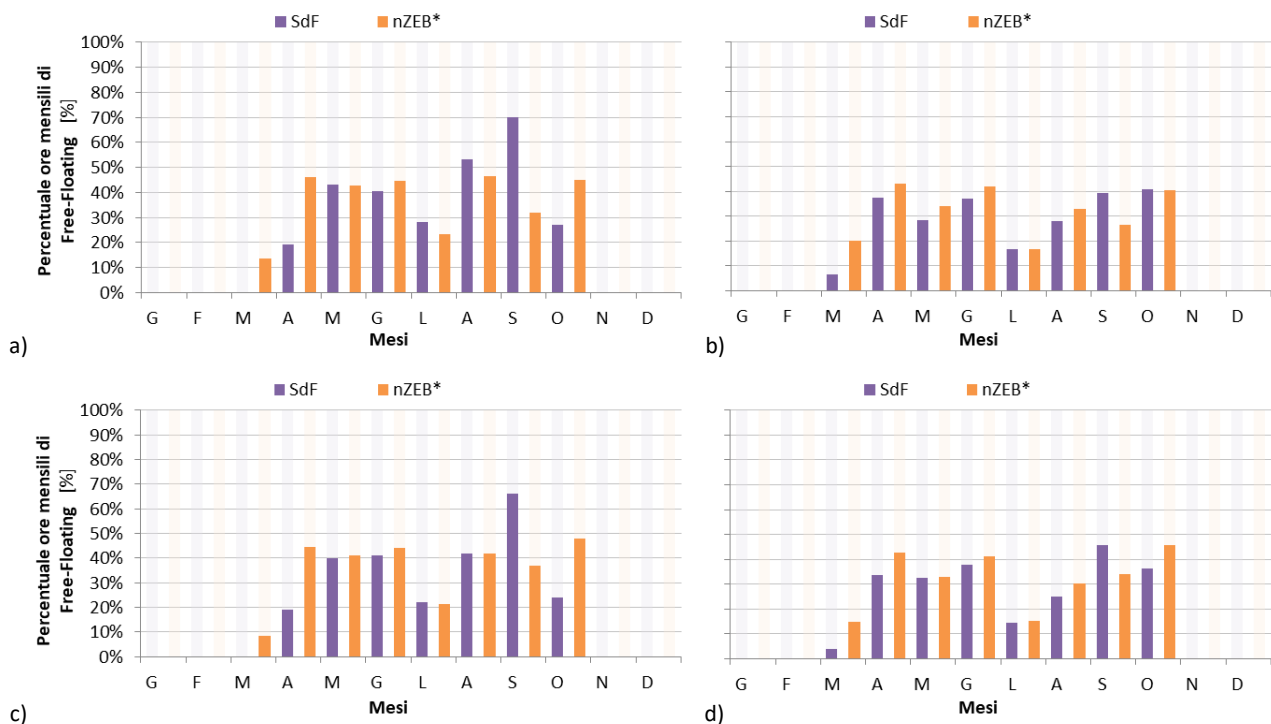 SdF nZEB*
100%
90%
80%
70%
60%
50%
40%
30%
20%
10%
0%
Percentuale ore mensili di
Free-Floating [%]
G F M A M G L A S O N D
Mesi
a)
SdF nZEB*
G F M A M G L A S O N D
Mesi
b)
SdF nZEB*
100%
90%
80%
70%
60%
50%
40%
30%
20%
10%
0%
Percentuale ore mensili di
Free-Floating [%]
G F M A M G L A S O N D
Mesi
c)
SdF nZEB*
G F M A M G L A S O N D
Mesi
d)